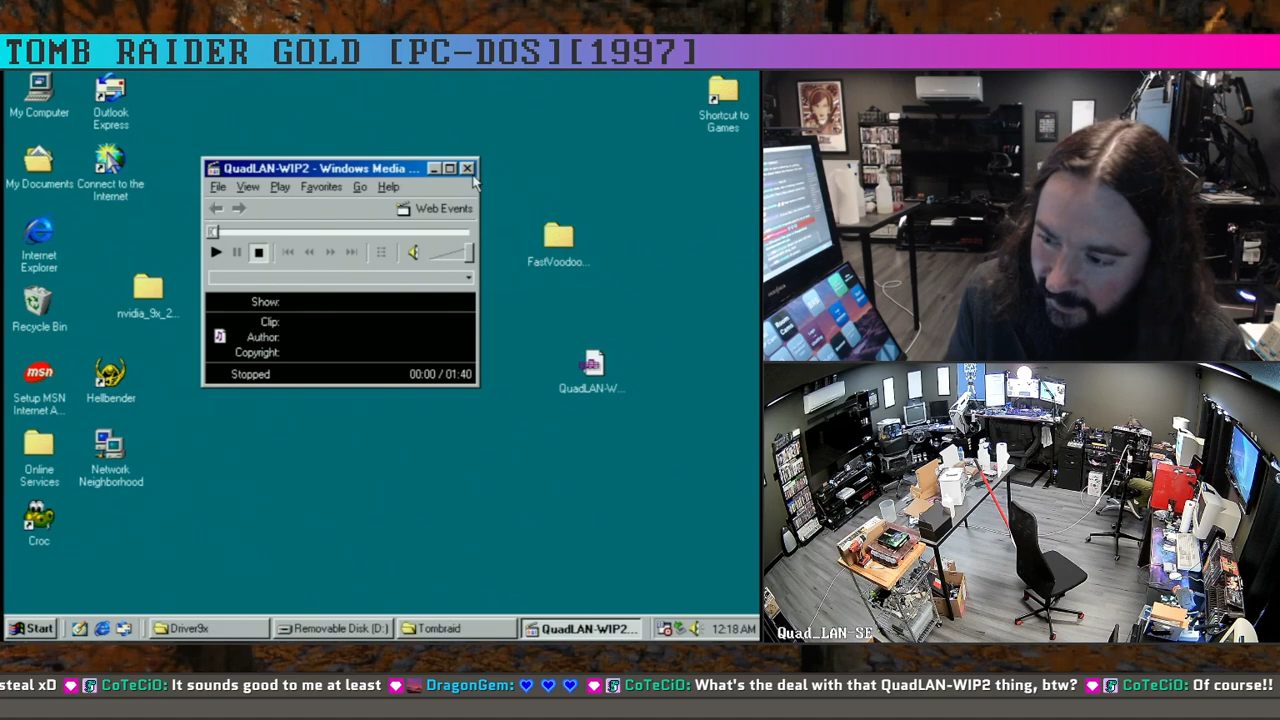 TOMB RAIDER GOLD [PC-DOS][1997]
My Computer
Outlook
Express
Shortcut to
Games
My Documents
Connect to the
Internet
QuadLAN-WIP2 - Windows Media ...
File View Play Favorites Go Help
Web Events
Internet
Explorer
FastVoodoo...
nvidia_9x_2...
Recycle Bin
Show:
Clip:
Author:
Copyright:
Stopped 00:00 / 01:40
msn
Setup MSN
Internet A...
Hellbender
QuadLAN-W...
Online
Services
Network
Neighborhood
Croc
Start Driver9x Removable Disk (D:) Tombraid QuadLAN-WIP2... 12:18 AM
Quad_LAN-SE
steal xD CoTeCiO: It sounds good to me at least DragonGem: 💙 💙 💙 CoTeCiO: What's the deal with that QuadLAN-WIP2 thing, btw? CoTeCiO: Of course!!